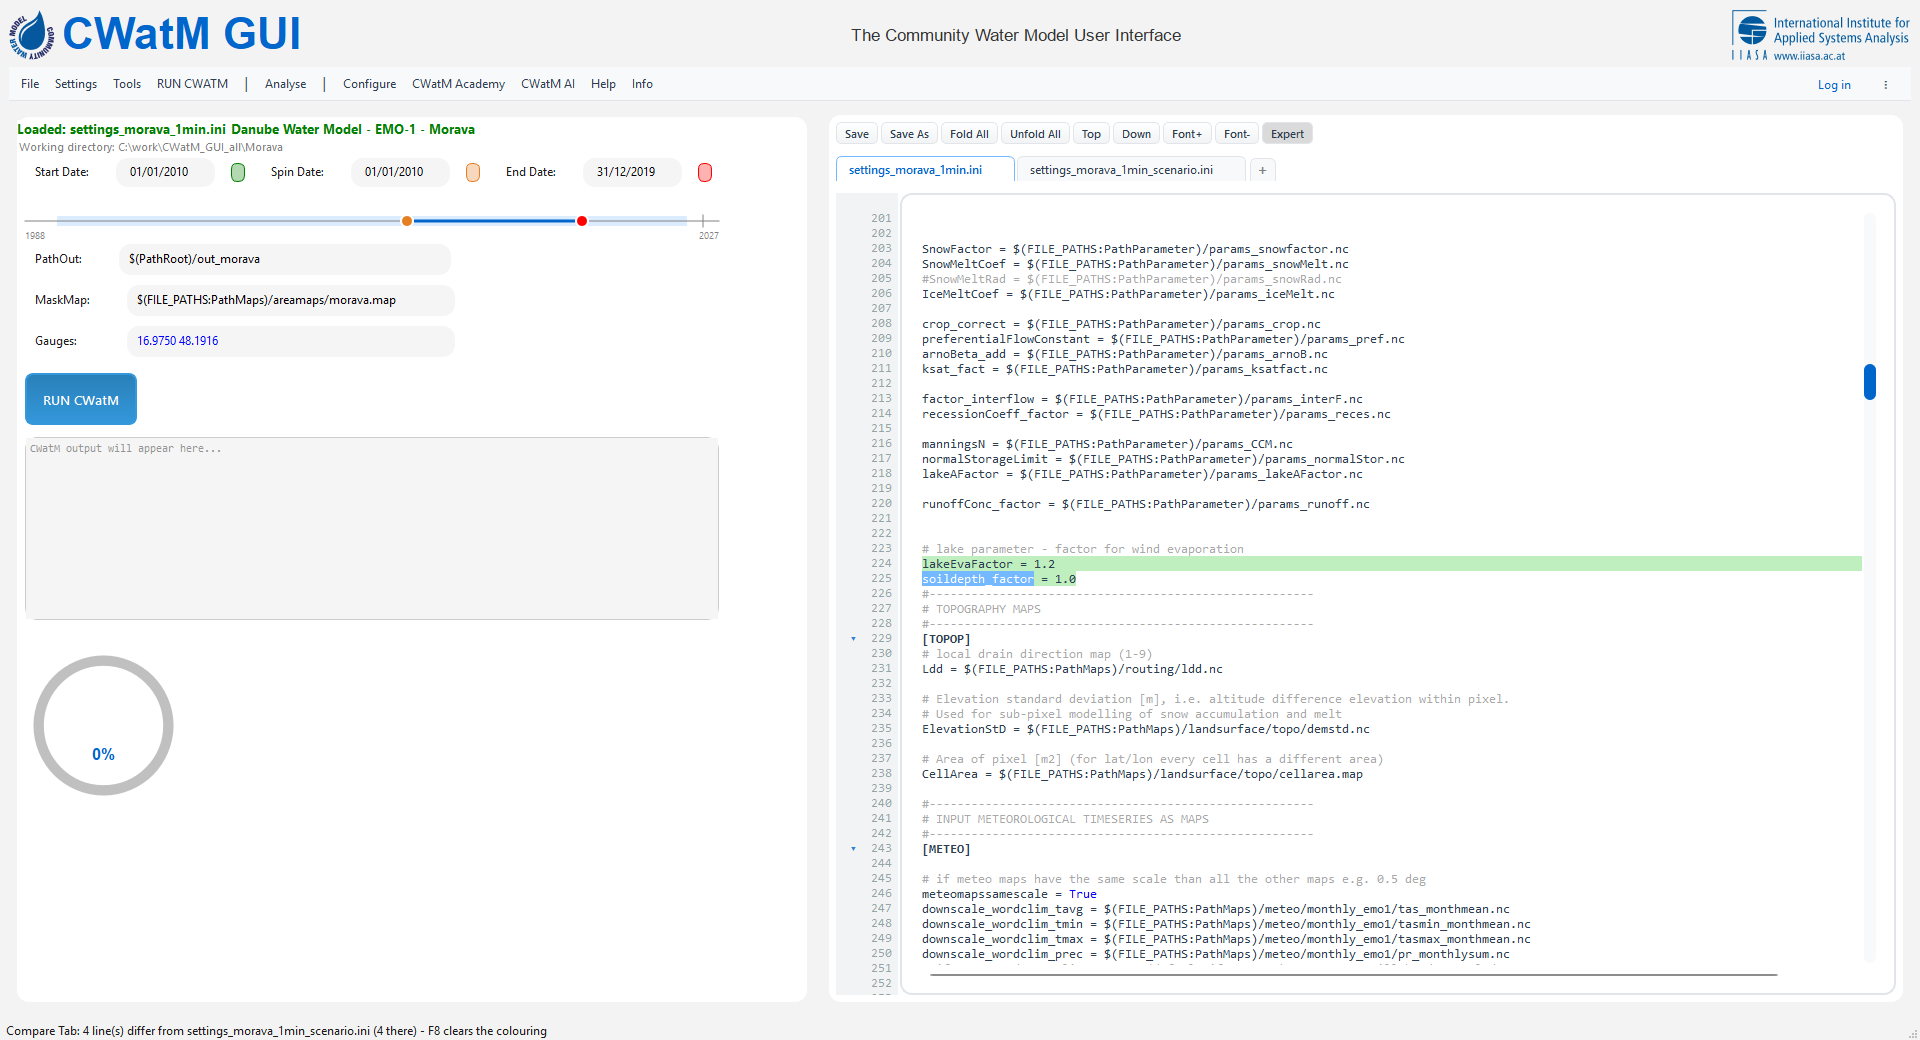 COMMUNITY WATER MODEL
CWatM GUI
The Community Water Model User Interface
IIASA
International Institute for
Applied Systems Analysis
www.iiasa.ac.at
File Settings Tools RUN CWATM | Analyse | Configure CWatM Academy CWatM AI Help Info
Log in
Loaded: settings_morava_1min.ini Danube Water Model - EMO-1 - Morava
Working directory: C:\work\CWatM_GUI_all\Morava
Start Date: 01/01/2010 Spin Date: 01/01/2010 End Date: 31/12/2019
1988 2027
PathOut: $(PathRoot)/out_morava
MaskMap: $(FILE_PATHS:PathMaps)/areamaps/morava.map
Gauges: 16.9750 48.1916
RUN CWatM
CWatM output will appear here...
0%
Save Save As Fold All Unfold All Top Down Font+ Font- Expert
settings_morava_1min.ini settings_morava_1min_scenario.ini +
201
202
203 SnowFactor = $(FILE_PATHS:PathParameter)/params_snowfactor.nc
204 SnowMeltCoef = $(FILE_PATHS:PathParameter)/params_snowMelt.nc
205 #SnowMeltRad = $(FILE_PATHS:PathParameter)/params_snowRad.nc
206 IceMeltCoef = $(FILE_PATHS:PathParameter)/params_iceMelt.nc
207
208 crop_correct = $(FILE_PATHS:PathParameter)/params_crop.nc
209 preferentialFlowConstant = $(FILE_PATHS:PathParameter)/params_pref.nc
210 arnoBeta_add = $(FILE_PATHS:PathParameter)/params_arnoB.nc
211 ksat_fact = $(FILE_PATHS:PathParameter)/params_ksatfact.nc
212
213 factor_interflow = $(FILE_PATHS:PathParameter)/params_interF.nc
214 recessionCoeff_factor = $(FILE_PATHS:PathParameter)/params_reces.nc
215
216 manningsN = $(FILE_PATHS:PathParameter)/params_CCM.nc
217 normalStorageLimit = $(FILE_PATHS:PathParameter)/params_normalStor.nc
218 lakeAFactor = $(FILE_PATHS:PathParameter)/params_lakeAFactor.nc
219
220 runoffConc_factor = $(FILE_PATHS:PathParameter)/params_runoff.nc
221
222
223 # lake parameter - factor for wind evaporation
224 lakeEvaFactor = 1.2
225 soildepth_factor = 1.0
226 #-------------------------------------------------------
227 # TOPOGRAPHY MAPS
228 #-------------------------------------------------------
229 [TOPOP]
230 # local drain direction map (1-9)
231 Ldd = $(FILE_PATHS:PathMaps)/routing/ldd.nc
232
233 # Elevation standard deviation [m], i.e. altitude difference elevation within pixel.
234 # Used for sub-pixel modelling of snow accumulation and melt
235 ElevationStD = $(FILE_PATHS:PathMaps)/landsurface/topo/demstd.nc
236
237 # Area of pixel [m2] (for lat/lon every cell has a different area)
238 CellArea = $(FILE_PATHS:PathMaps)/landsurface/topo/cellarea.map
239
240 #-------------------------------------------------------
241 # INPUT METEOROLOGICAL TIMESERIES AS MAPS
242 #-------------------------------------------------------
243 [METEO]
244
245 # if meteo maps have the same scale than all the other maps e.g. 0.5 deg
246 meteomapssamescale = True
247 downscale_wordclim_tavg = $(FILE_PATHS:PathMaps)/meteo/monthly_emo1/tas_monthmean.nc
248 downscale_wordclim_tmin = $(FILE_PATHS:PathMaps)/meteo/monthly_emo1/tasmin_monthmean.nc
249 downscale_wordclim_tmax = $(FILE_PATHS:PathMaps)/meteo/monthly_emo1/tasmax_monthmean.nc
250 downscale_wordclim_prec = $(FILE_PATHS:PathMaps)/meteo/monthly_emo1/pr_monthlysum.nc
251
252
Compare Tab: 4 line(s) differ from settings_morava_1min_scenario.ini (4 there) - F8 clears the colouring